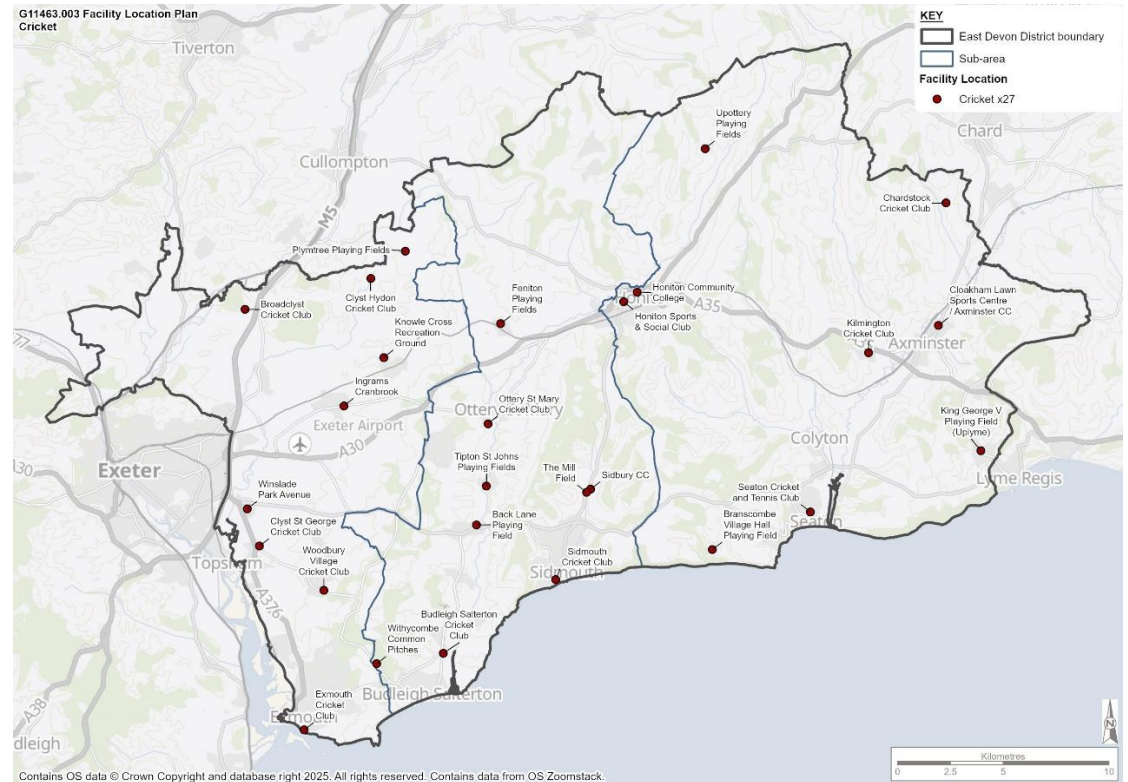 G11463.003 Facility Location Plan
Cricket
KEY
East Devon District boundary
Sub-area
Facility Location
Cricket x27
Tiverton
Cullompton
M5
Chard
Upottery
Playing
Fields
Chardstock
Cricket Club
Plymtree Playing Fields
Clyst Hydon
Cricket Club
Broadclyst
Cricket Club
Knowle Cross
Recreation
Ground
Feniton
Playing
Fields
Honiton Community
College
Honiton Sports
& Social Club
A35
Cloakham Lawn
Sports Centre
/ Axminster CC
Kilmington
Cricket Club
Axminster
Ingrams
Cranbrook
Exeter Airport
A30
Ottery St Mary
Cricket Club
Exeter
A30
Tipton St Johns
Playing Fields
The Mill
Field
Sidbury CC
Colyton
King George V
Playing Field
(Uplyme)
Lyme Regis
Winslade
Park Avenue
Clyst St George
Cricket Club
Back Lane
Playing
Field
Seaton Cricket
and Tennis Club
Seaton
Branscombe
Village Hall
Playing Field
Topsham
Woodbury
Village
Cricket Club
Sidmouth
Cricket Club
Sidmouth
A376
Withycombe
Common
Pitches
Budleigh Salterton
Cricket
Club
Budleigh Salterton
Exmouth
Cricket
Club
Exmouth
A38
dleigh
N
Kilometres
0 2.5 5 10
Contains OS data © Crown Copyright and database right 2025. All rights reserved. Contains data from OS Zoomstack.